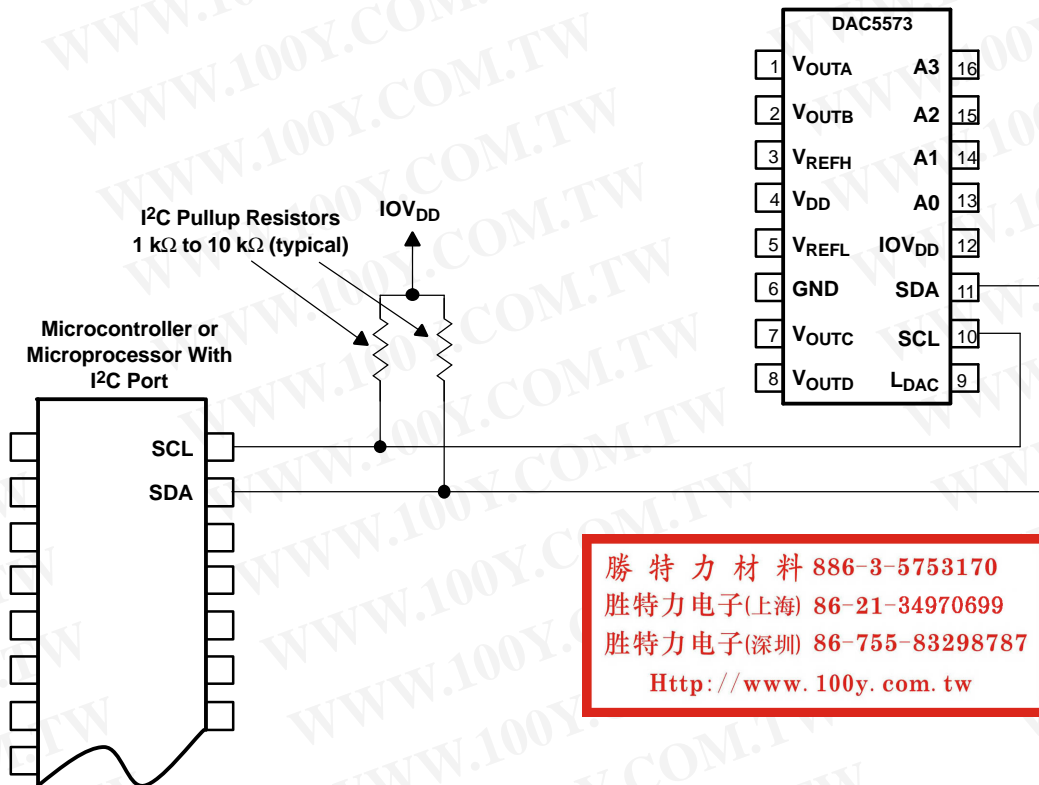 DAC5573
1 VOUTA A3 16
2 VOUTB A2 15
3 VREFH A1 14
4 VDD A0 13
5 VREFL IOVDD 12
6 GND SDA 11
7 VOUTC SCL 10
8 VOUTD LDAC 9
I2C Pullup Resistors
1 kΩ to 10 kΩ (typical)
IOVDD
Microcontroller or
Microprocessor With
I2C Port
SCL
SDA
勝 特 力 材 料 886-3-5753170
胜特力电子(上海) 86-21-34970699
胜特力电子(深圳) 86-755-83298787
Http://www.100y.com.tw
WWW.100Y.COM.TW